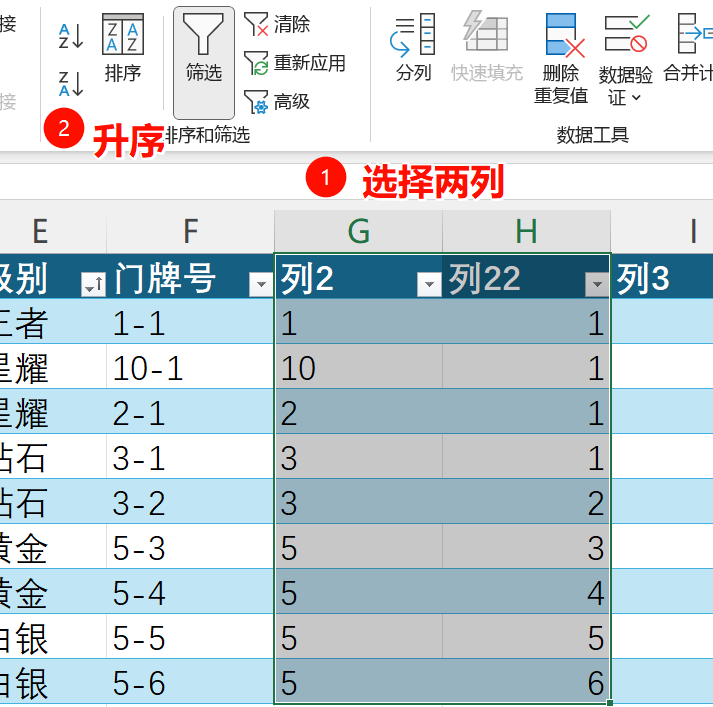 接
排序
筛选
清除
重新应用
高级
接
排序和筛选
分列
快速填充
删除
重复值
数据验
证
合并计
数据工具
2 升序
1 选择两列
E F G H I
级别 门牌号 列2 列22 列3
王者 1-1 1 1
星耀 10-1 10 1
星耀 2-1 2 1
钻石 3-1 3 1
钻石 3-2 3 2
黄金 5-3 5 3
黄金 5-4 5 4
白银 5-5 5 5
白银 5-6 5 6